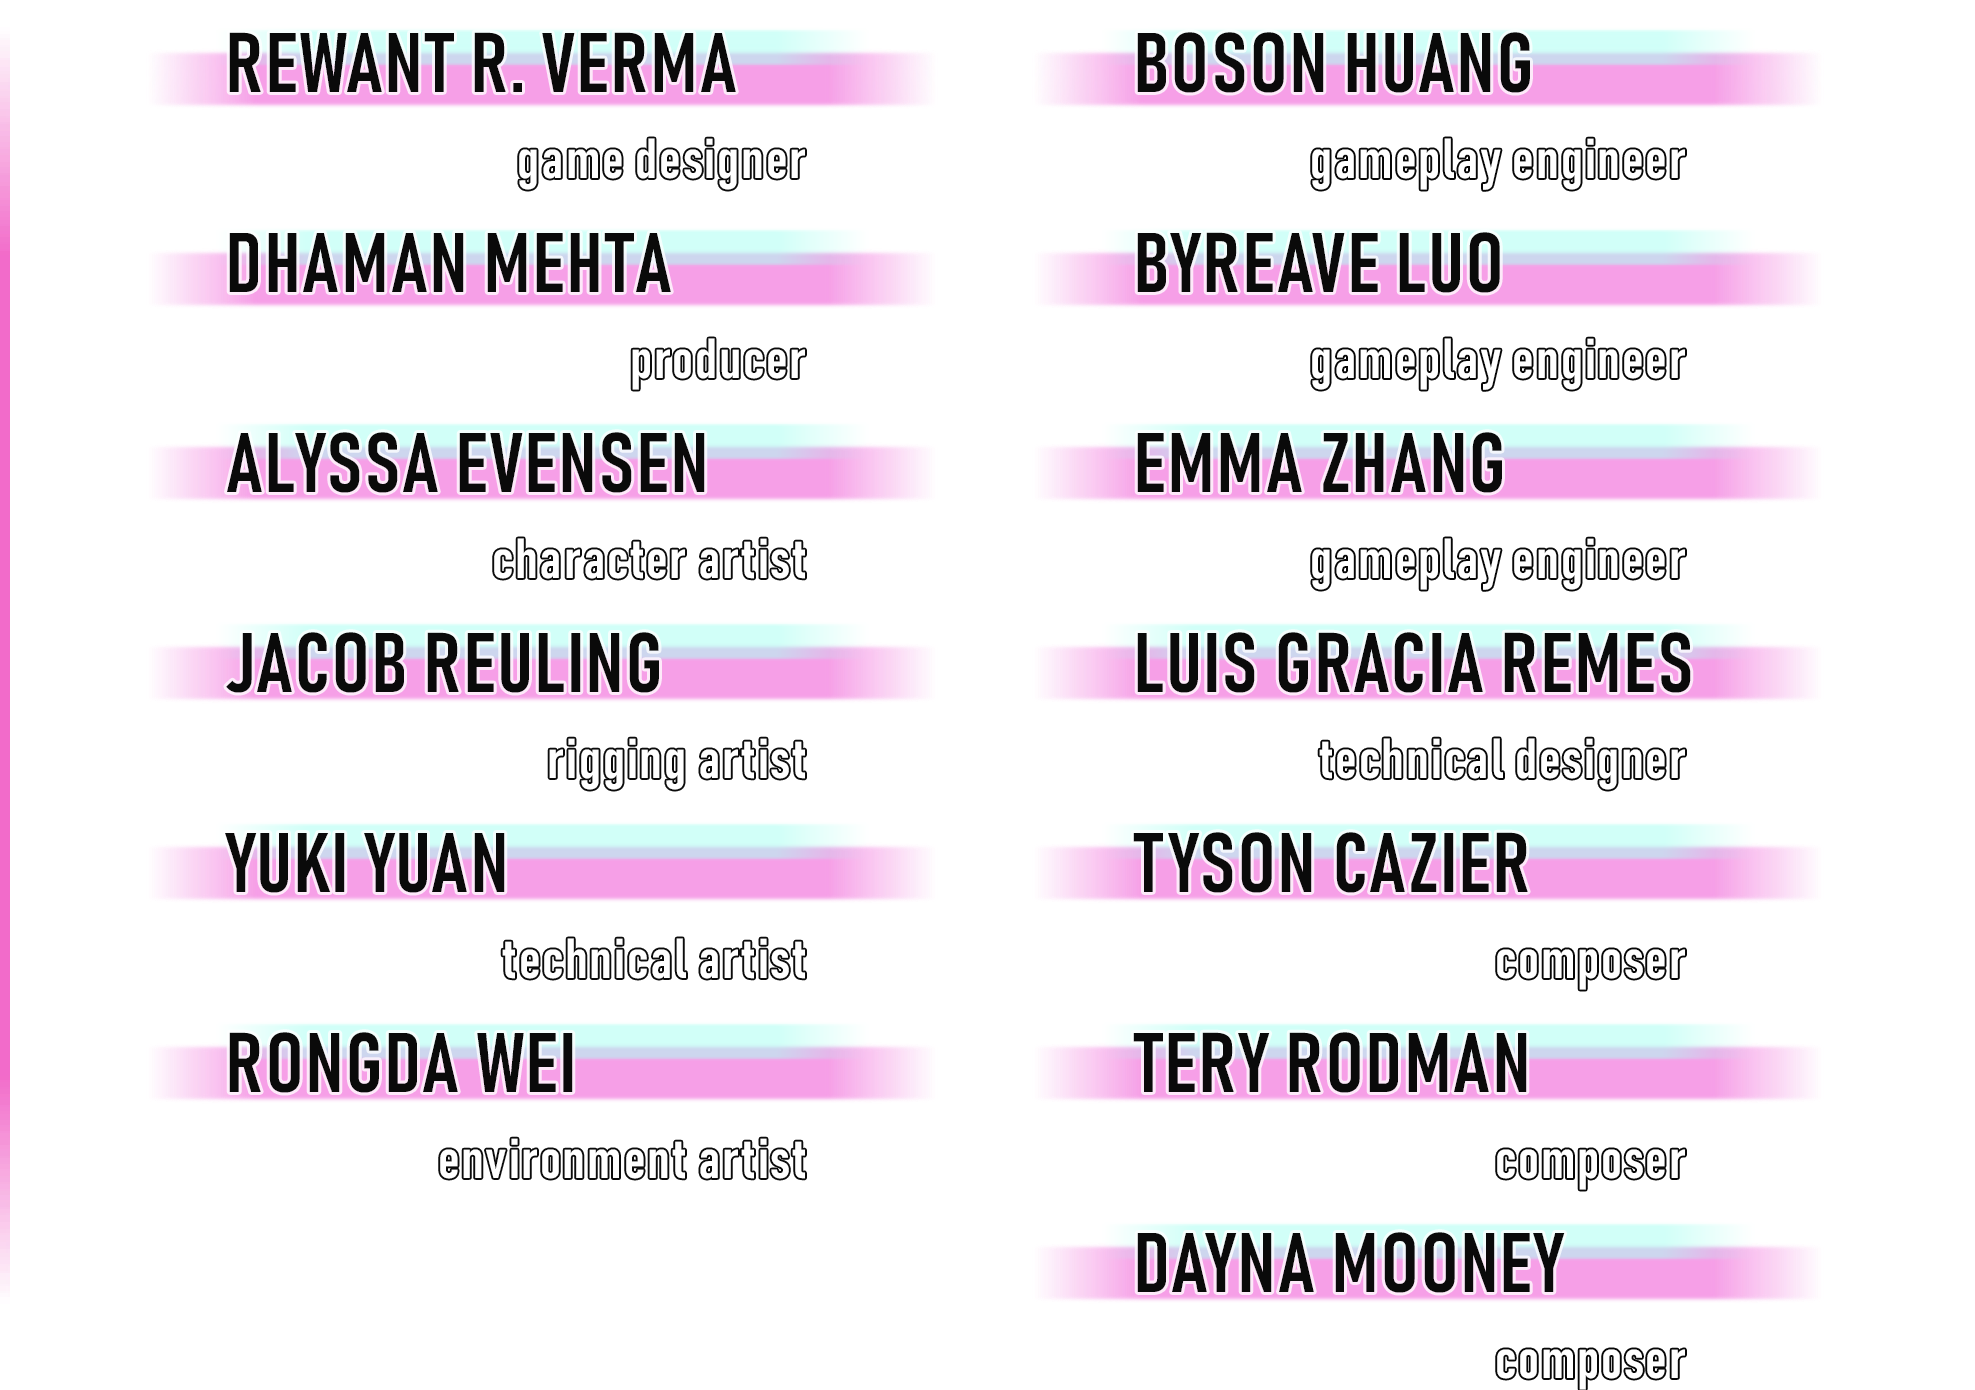 REWANT R. VERMA
game designer
DHAMAN MEHTA
producer
ALYSSA EVENSEN
character artist
JACOB REULING
rigging artist
YUKI YUAN
technical artist
RONGDA WEI
environment artist
BOSON HUANG
gameplay engineer
BYREAVE LUO
gameplay engineer
EMMA ZHANG
gameplay engineer
LUIS GRACIA REMES
technical designer
TYSON CAZIER
composer
TERY RODMAN
composer
DAYNA MOONEY
composer